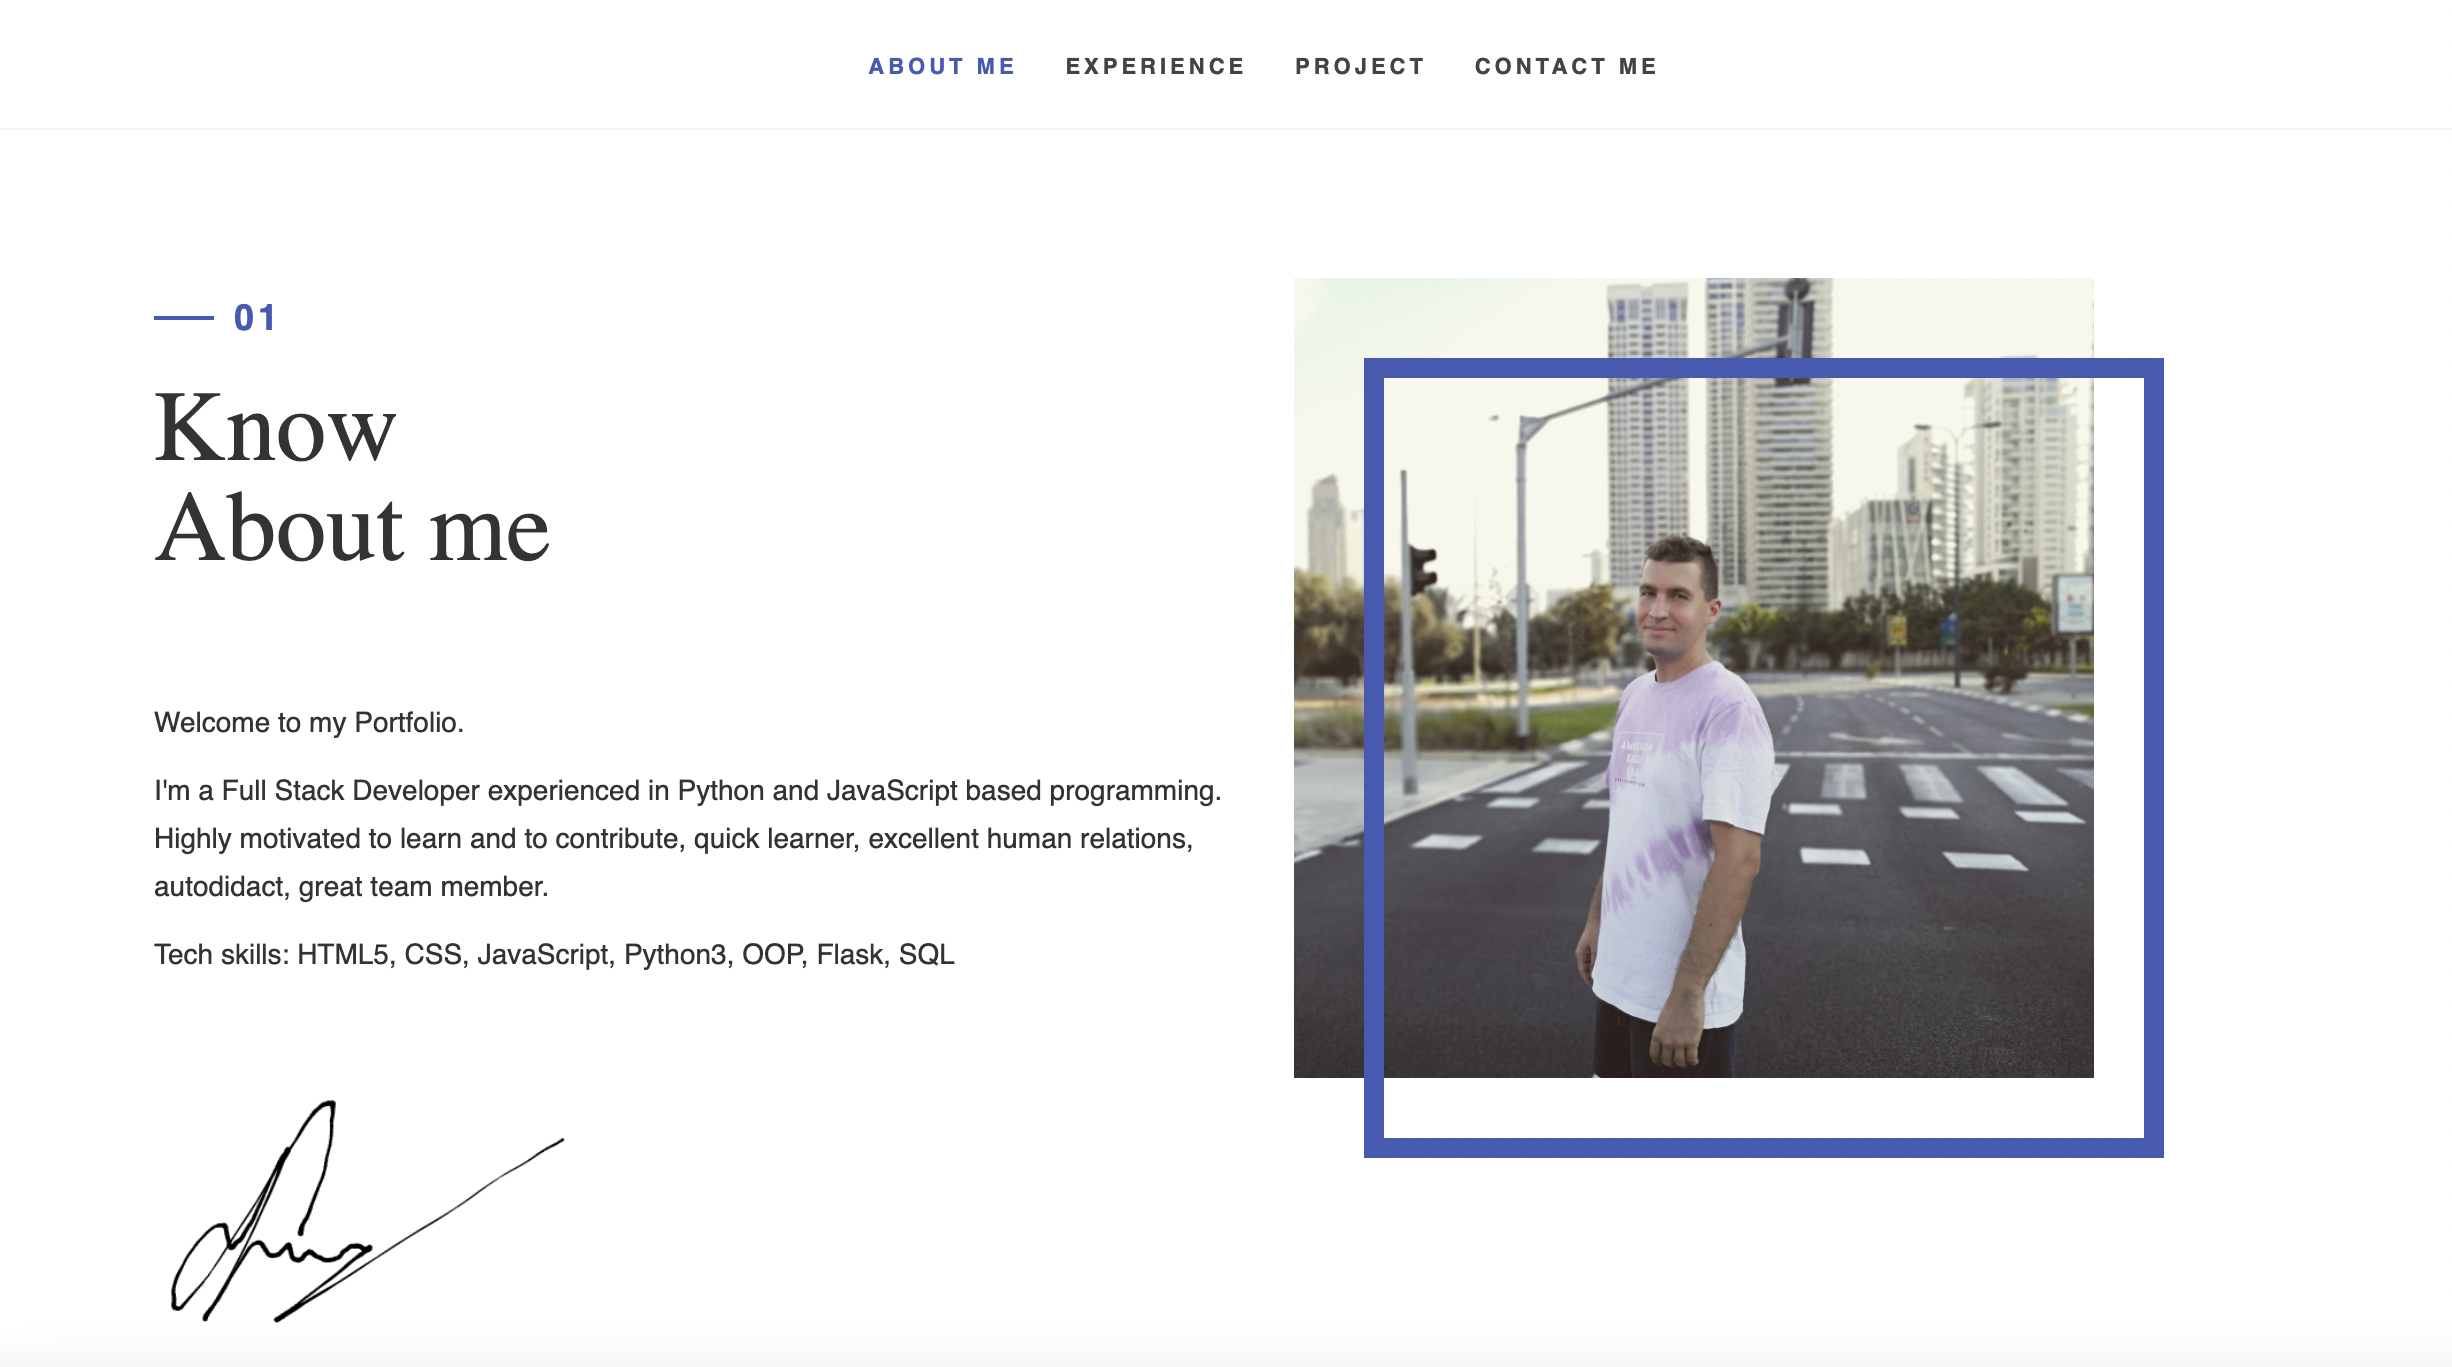 ABOUT ME EXPERIENCE PROJECT CONTACT ME
01
Know
About me
Welcome to my Portfolio.
I'm a Full Stack Developer experienced in Python and JavaScript based programming.
Highly motivated to learn and to contribute, quick learner, excellent human relations,
autodidact, great team member.
Tech skills: HTML5, CSS, JavaScript, Python3, OOP, Flask, SQL